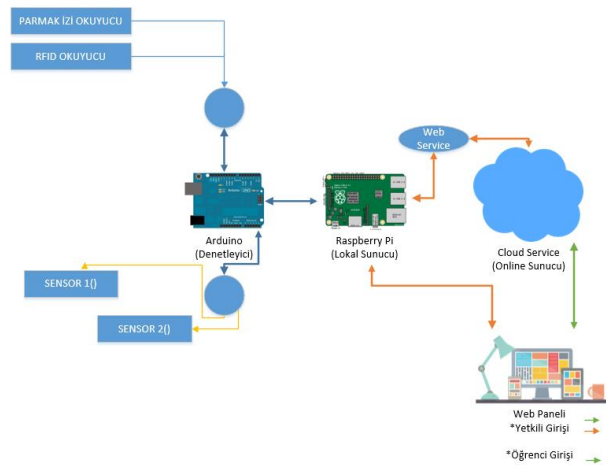 PARMAK İZİ OKUYUCU
RFID OKUYUCU
Web
Service
Arduino
(Denetleyici)
Raspberry Pi
(Lokal Sunucu)
Cloud Service
(Online Sunucu)
SENSOR 1()
SENSOR 2()
Web Paneli
*Yetkili Girişi
*Öğrenci Girişi